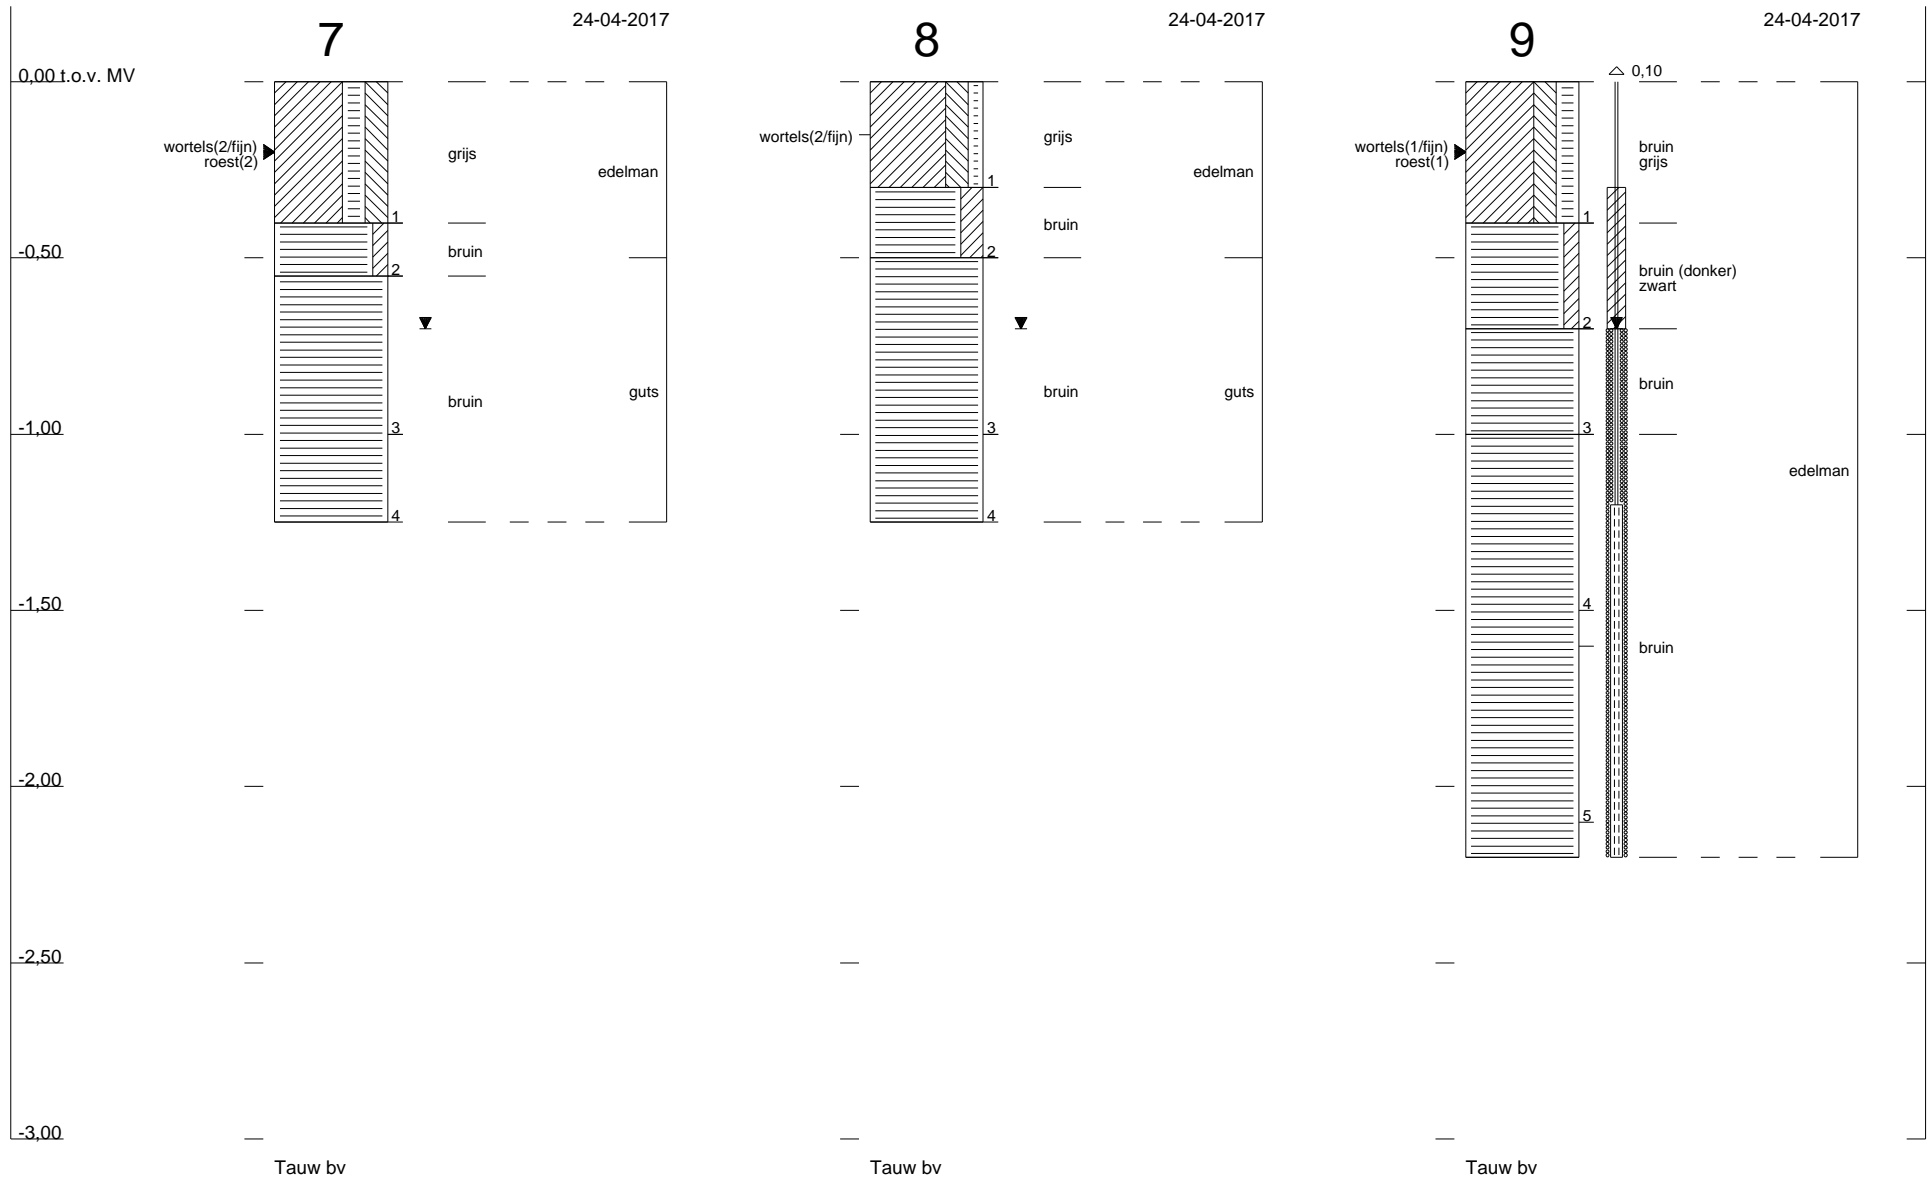 7
24-04-2017
8
24-04-2017
9
24-04-2017
0,00 t.o.v. MV
-0,50
-1,00
-1,50
-2,00
-2,50
-3,00
wortels(2/fijn)
roest(2)
1
2
3
4
grijs
bruin
bruin
edelman
guts
Tauw bv
wortels(2/fijn)
1
2
3
4
grijs
bruin
bruin
edelman
guts
Tauw bv
wortels(1/fijn)
roest(1)
1
2
3
4
5
0,10
bruin
grijs
bruin (donker)
zwart
bruin
bruin
edelman
Tauw bv